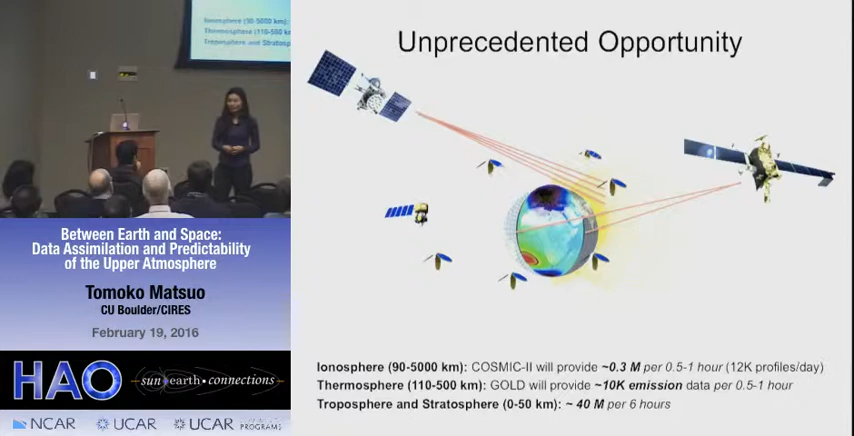 Ionosphere (90-5000 km):
Thermosphere (110-500 km
Troposphere and Stratosp
Between Earth and Space:
Data Assimilation and Predictability
of the Upper Atmosphere
Tomoko Matsuo
CU Boulder/CIRES
February 19, 2016
HAO
sun earth • connections
NCAR UCAR UCAR PROGRAMS
Unprecedented Opportunity
Ionosphere (90-5000 km): COSMIC-II will provide ~0.3 M per 0.5-1 hour (12K profiles/day)
Thermosphere (110-500 km): GOLD will provide ~10K emission data per 0.5-1 hour
Troposphere and Stratosphere (0-50 km): ~ 40 M per 6 hours